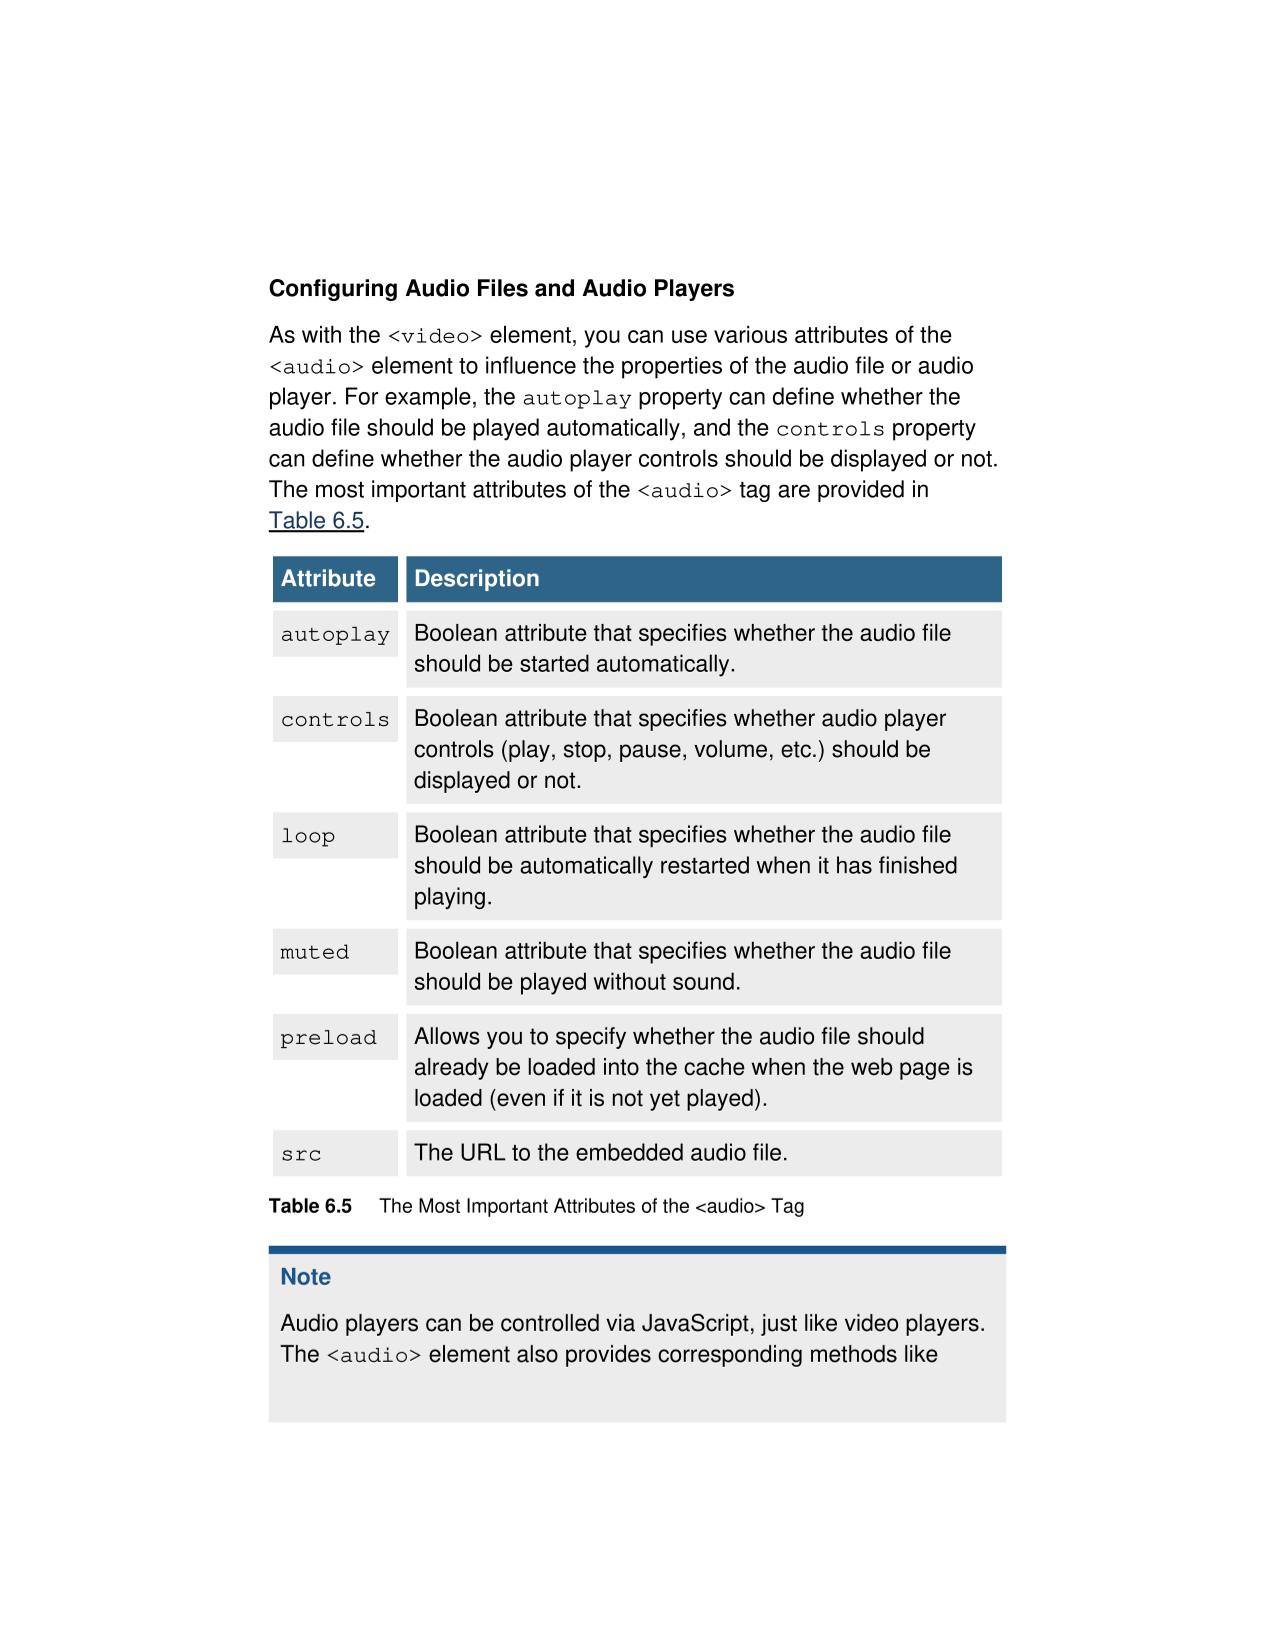 Configuring Audio Files and Audio Players
As with the <video> element, you can use various attributes of the
<audio> element to influence the properties of the audio file or audio
player. For example, the autoplay property can define whether the
audio file should be played automatically, and the controls property
can define whether the audio player controls should be displayed or not.
The most important attributes of the <audio> tag are provided in
Table 6.5.
Attribute Description
autoplay Boolean attribute that specifies whether the audio file
should be started automatically.
controls Boolean attribute that specifies whether audio player
controls (play, stop, pause, volume, etc.) should be
displayed or not.
loop Boolean attribute that specifies whether the audio file
should be automatically restarted when it has finished
playing.
muted Boolean attribute that specifies whether the audio file
should be played without sound.
preload Allows you to specify whether the audio file should
already be loaded into the cache when the web page is
loaded (even if it is not yet played).
src The URL to the embedded audio file.
Table 6.5 The Most Important Attributes of the <audio> Tag
Note
Audio players can be controlled via JavaScript, just like video players.
The <audio> element also provides corresponding methods like